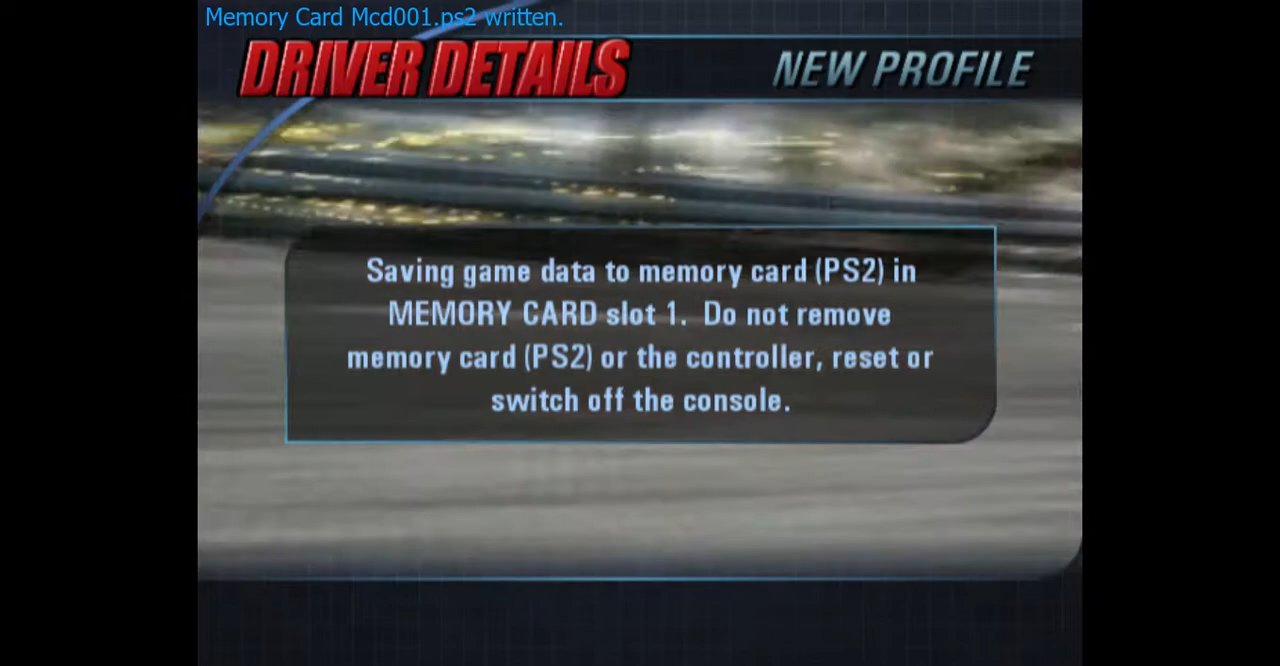 Memory Card Mcd001.ps2 written.
DRIVER DETAILS
NEW PROFILE
Saving game data to memory card (PS2) in
MEMORY CARD slot 1. Do not remove
memory card (PS2) or the controller, reset or
switch off the console.